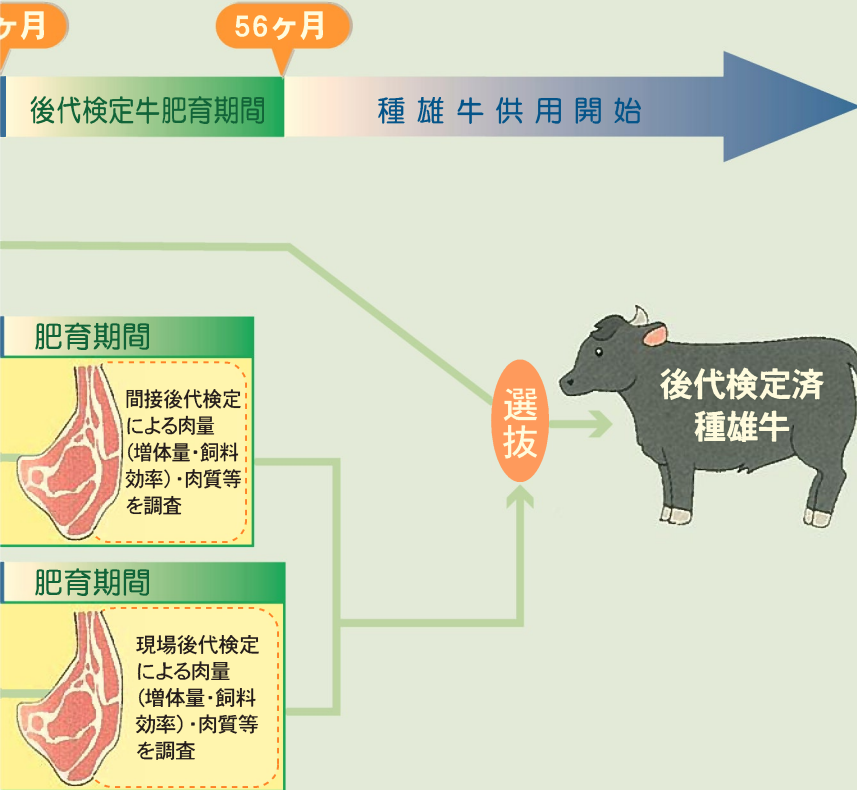 ヶ月
56ヶ月
後代検定牛肥育期間
種雄牛供用開始
肥育期間
間接後代検定
による肉量
(増体量・飼料
効率)・肉質等
を調査
選抜
後代検定済
種雄牛
肥育期間
現場後代検定
による肉量
(増体量・飼料
効率)・肉質等
を調査